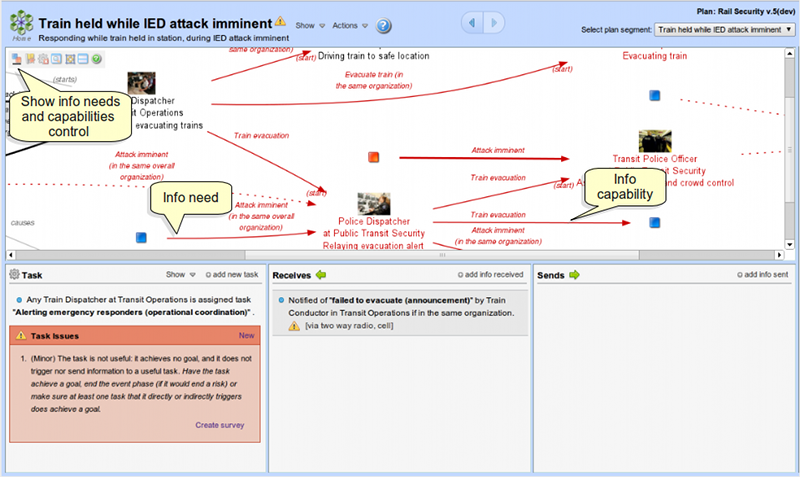 Train held while IED attack imminent
Show
Actions
Plan: Rail Security v.5(dev)
Home
Responding while train held in station, during IED attack imminent
Select plan segment:
Train held while IED attack imminent
same organization)
(start)
Driving train to safe location
Evacuate train (in
the same organization)
(start)
Evacuating train
(starts)
Show info needs
and capabilities
control
Dispatcher
sit Operations
evacuating trains
Train evacuation
Attack imminent
(in the same overall
organization)
Attack imminent
Transit Police Officer
Transit Security
and crowd control
Train evacuation
(start)
Info
capability
Info need
(start)
causes
Attack imminent
(in the same overall
organization)
Police Dispatcher
at Public Transit Security
Relaying evacuation alert
Train evacuation
Attack imminent
(in the same organization)
Task
Show
add new task
Any Train Dispatcher at Transit Operations is assigned task
"Alerting emergency responders (operational coordination)" .
Task Issues
New
1. (Minor) The task is not useful: it achieves no goal, and it does not
trigger nor send information to a useful task. Have the task
achieve a goal, end the event phase (if it would end a risk) or
make sure at least one task that it directly or indirectly triggers
does achieve a goal.
Create survey
Receives
add info received
Notified of "failed to evacuate (announcement)" by Train
Conductor in Transit Operations if in the same organization.
[via two way radio, cell]
Sends
add info sent